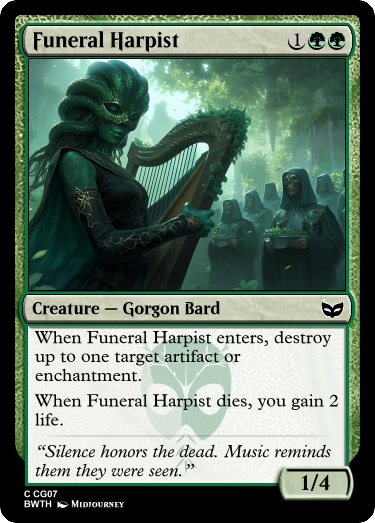 Funeral Harpist 1
Creature — Gorgon Bard
When Funeral Harpist enters, destroy
up to one target artifact or
enchantment.
When Funeral Harpist dies, you gain 2
life.
“Silence honors the dead. Music reminds
them they were seen.”
1/4
C CG07
BWTH Midjourney